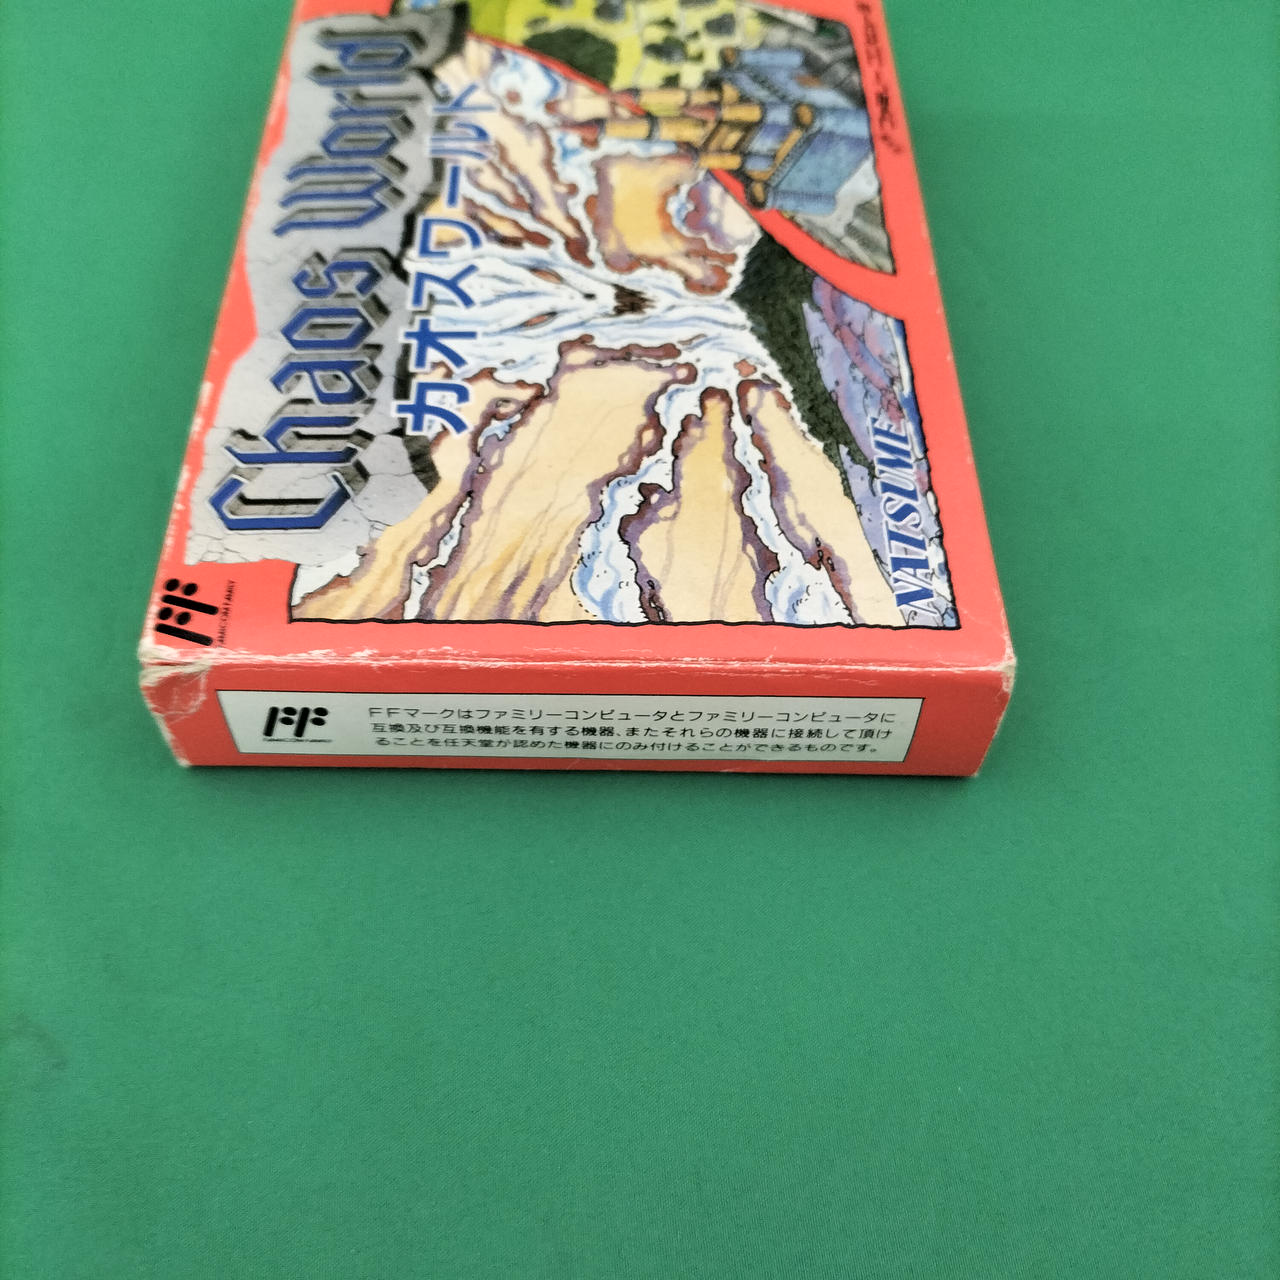 Chaos World
カオスワールド
NATSUME
FF
FF
FFマークはファミリーコンピュータとファミリーコンピュータに
互換及び互換機能を有する機器、またそれらの機器に接続して頂け
ることを任天堂が認めた機器にのみ付けることができるものです。